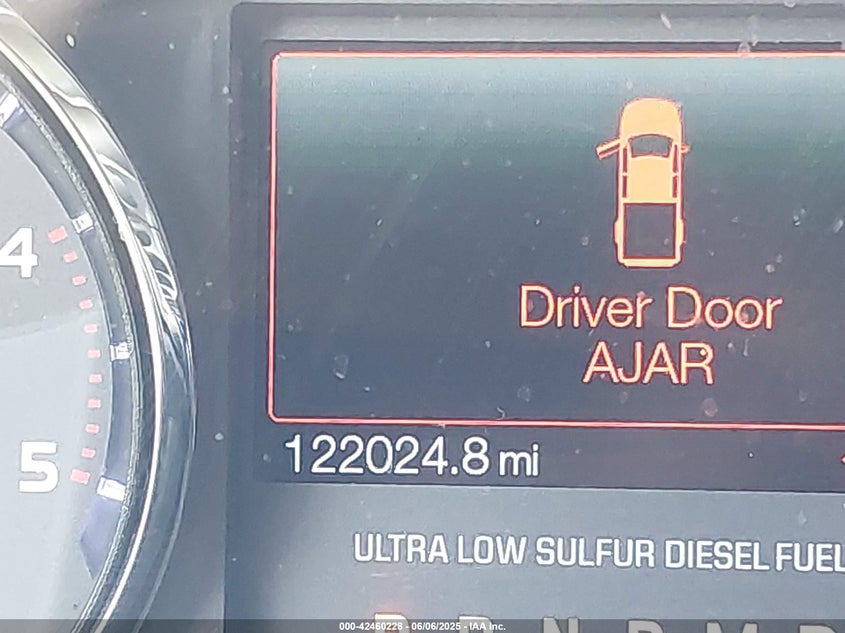 4
Driver Door
AJAR
5
122024.8 mi
ULTRA LOW SULFUR DIESEL FUEL
000-42460228 - 06/06/2025 - IAA Inc.